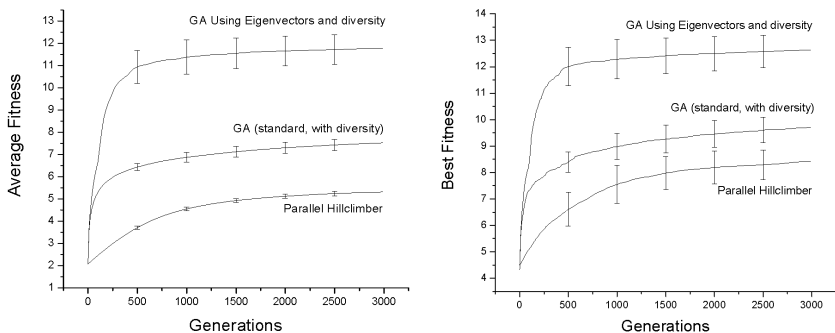 GA Using Eigenvectors and diversity
13
12
11
10
9
8
7
6
5
4
3
2
1
Average Fitness
GA (standard, with diversity)
Parallel Hillclimber
0 500 1000 1500 2000 2500 3000
Generations
GA Using Eigenvectors and diversity
14
13
12
11
10
9
8
7
6
5
4
Best Fitness
GA (standard, with diversity)
Parallel Hillclimber
0 500 1000 1500 2000 2500 3000
Generations